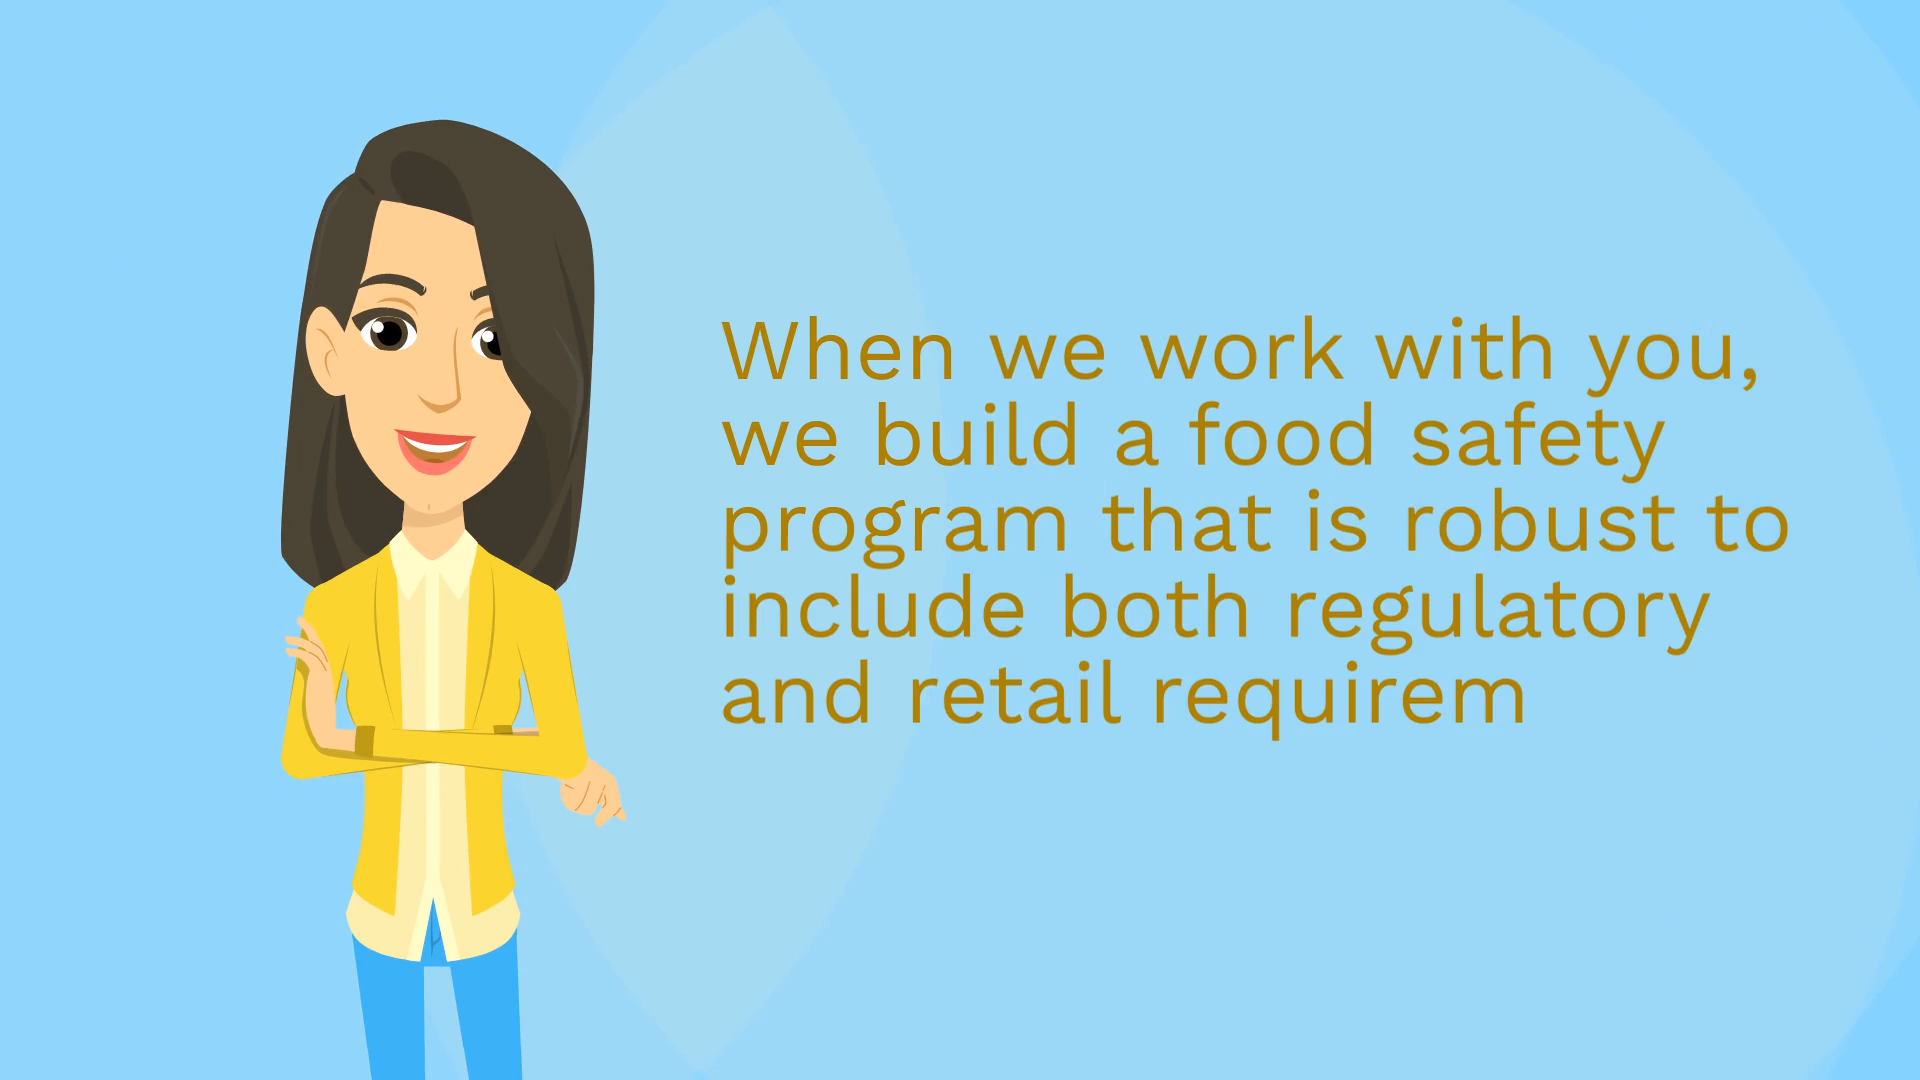 When we work with you,
we build a food safety
program that is robust to
include both regulatory
and retail requirem